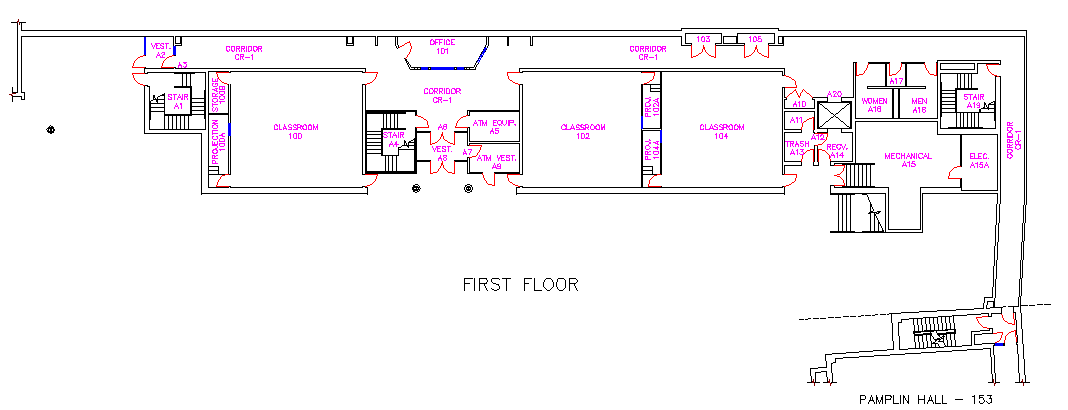 OFFICE
101
103
105
VEST.
A2
CORRIDOR
CR-1
CORRIDOR
CR-1
A3
A17
STORAGE
100B
CORRIDOR
CR-1
STAIR
A1
PROJ.
102A
A10
A20
WOMEN
A16
MEN
A18
STAIR
A19
CLASSROOM
100
A6
ATM EQUIP.
A5
CLASSROOM
102
CLASSROOM
104
A11
PROJECTION
100A
STAIR
A4
A12
CORRIDOR
CR-1
VEST.
A8
A7
ATM VEST.
A9
PROJ.
104A
TRASH
A13
RECV.
A14
MECHANICAL
A15
ELEC.
A15A
FIRST FLOOR
PAMPLIN HALL - 153